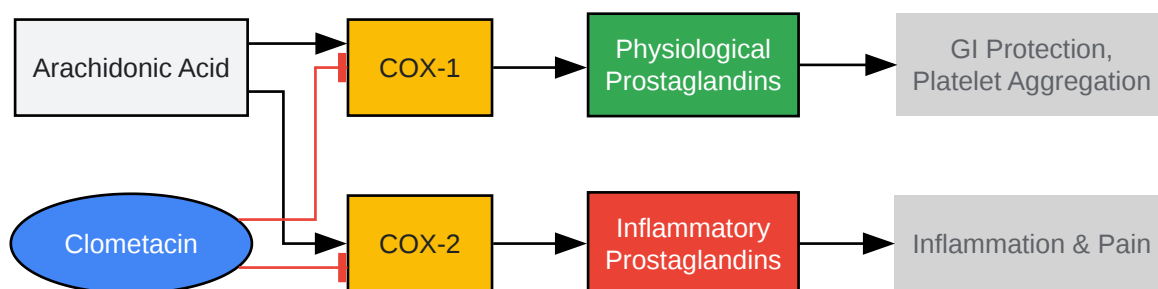 Arachidonic Acid
COX-1
Physiological
Prostaglandins
GI Protection,
Platelet Aggregation
Clometacin
COX-2
Inflammatory
Prostaglandins
Inflammation & Pain